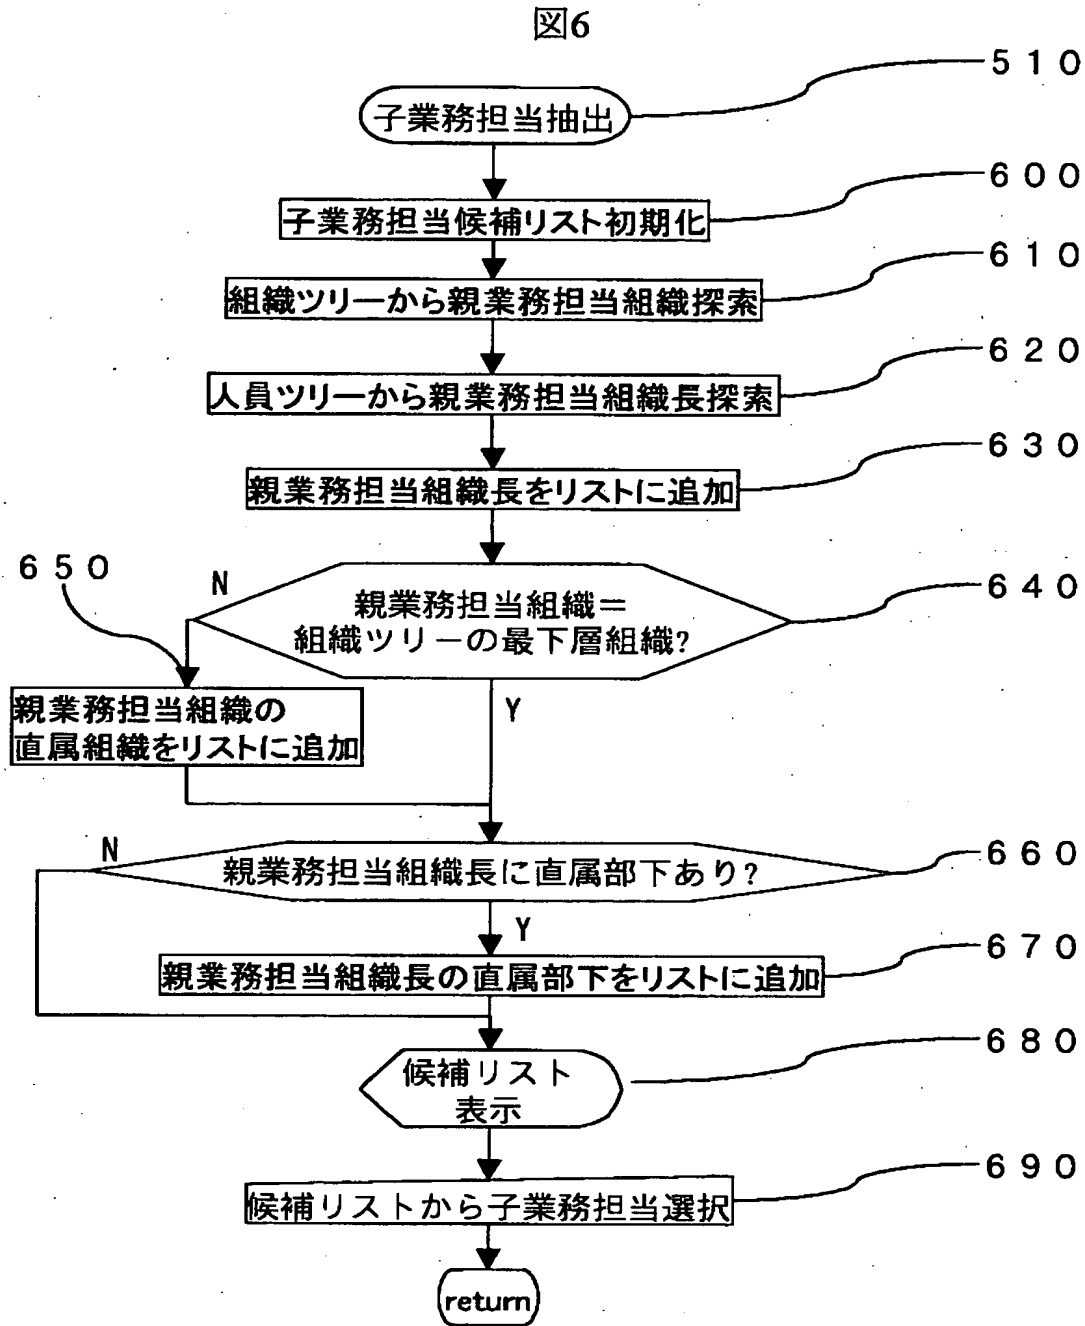 図6
510
子業務担当抽出
600
子業務担当候補リスト初期化
610
組織ツリーから親業務担当組織探索
620
人員ツリーから親業務担当組織長探索
630
親業務担当組織長をリストに追加
650
N
640
親業務担当組織＝
組織ツリーの最下層組織?
Y
親業務担当組織の
直属組織をリストに追加
N
660
親業務担当組織長に直属部下あり?
Y
670
親業務担当組織長の直属部下をリストに追加
680
候補リスト
表示
690
候補リストから子業務担当選択
return